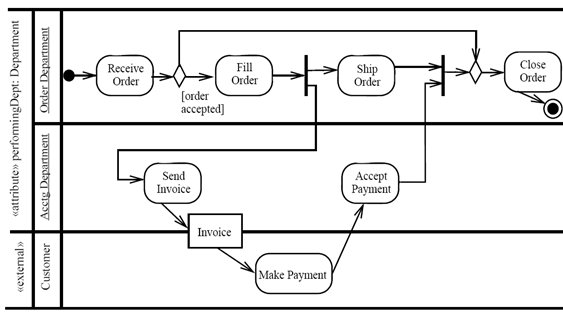 «attribute» performingDept: Department
«external»
Order Department
Acctg Department
Customer
Receive
Order
[order
accepted]
Fill
Order
Ship
Order
Close
Order
Send
Invoice
Accept
Payment
Invoice
Make Payment